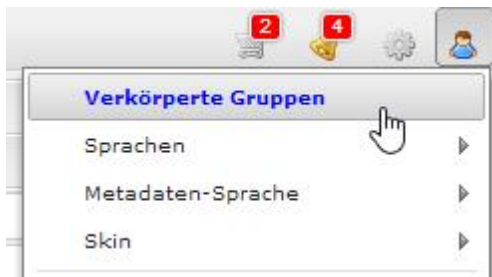 2 4
Verkörperte Gruppen
Sprachen
Metadaten-Sprache
Skin